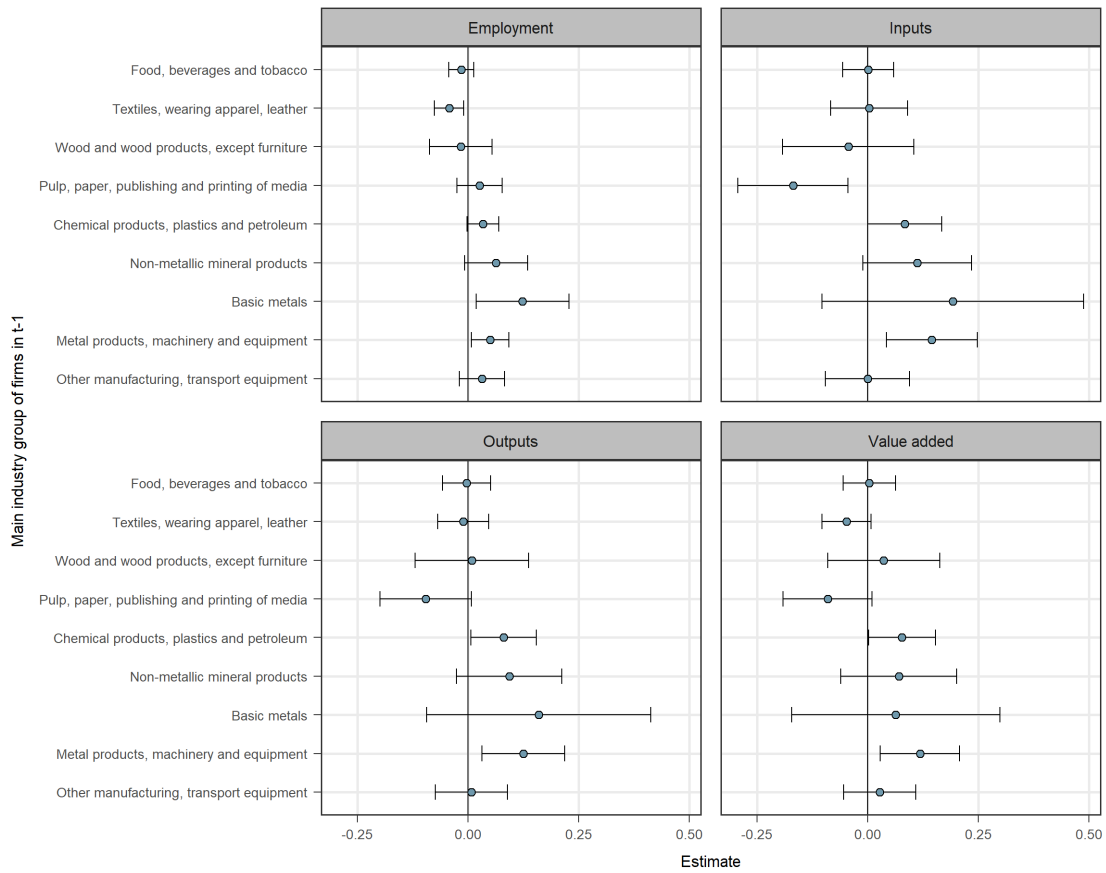 Employment
Inputs
Food, beverages and tobacco
Textiles, wearing apparel, leather
Wood and wood products, except furniture
Pulp, paper, publishing and printing of media
Chemical products, plastics and petroleum
Non-metallic mineral products
Basic metals
Metal products, machinery and equipment
Other manufacturing, transport equipment
Main industry group of firms in t-1
Outputs
Value added
Food, beverages and tobacco
Textiles, wearing apparel, leather
Wood and wood products, except furniture
Pulp, paper, publishing and printing of media
Chemical products, plastics and petroleum
Non-metallic mineral products
Basic metals
Metal products, machinery and equipment
Other manufacturing, transport equipment
-0.25 0.00 0.25 0.50
-0.25 0.00 0.25 0.50
Estimate